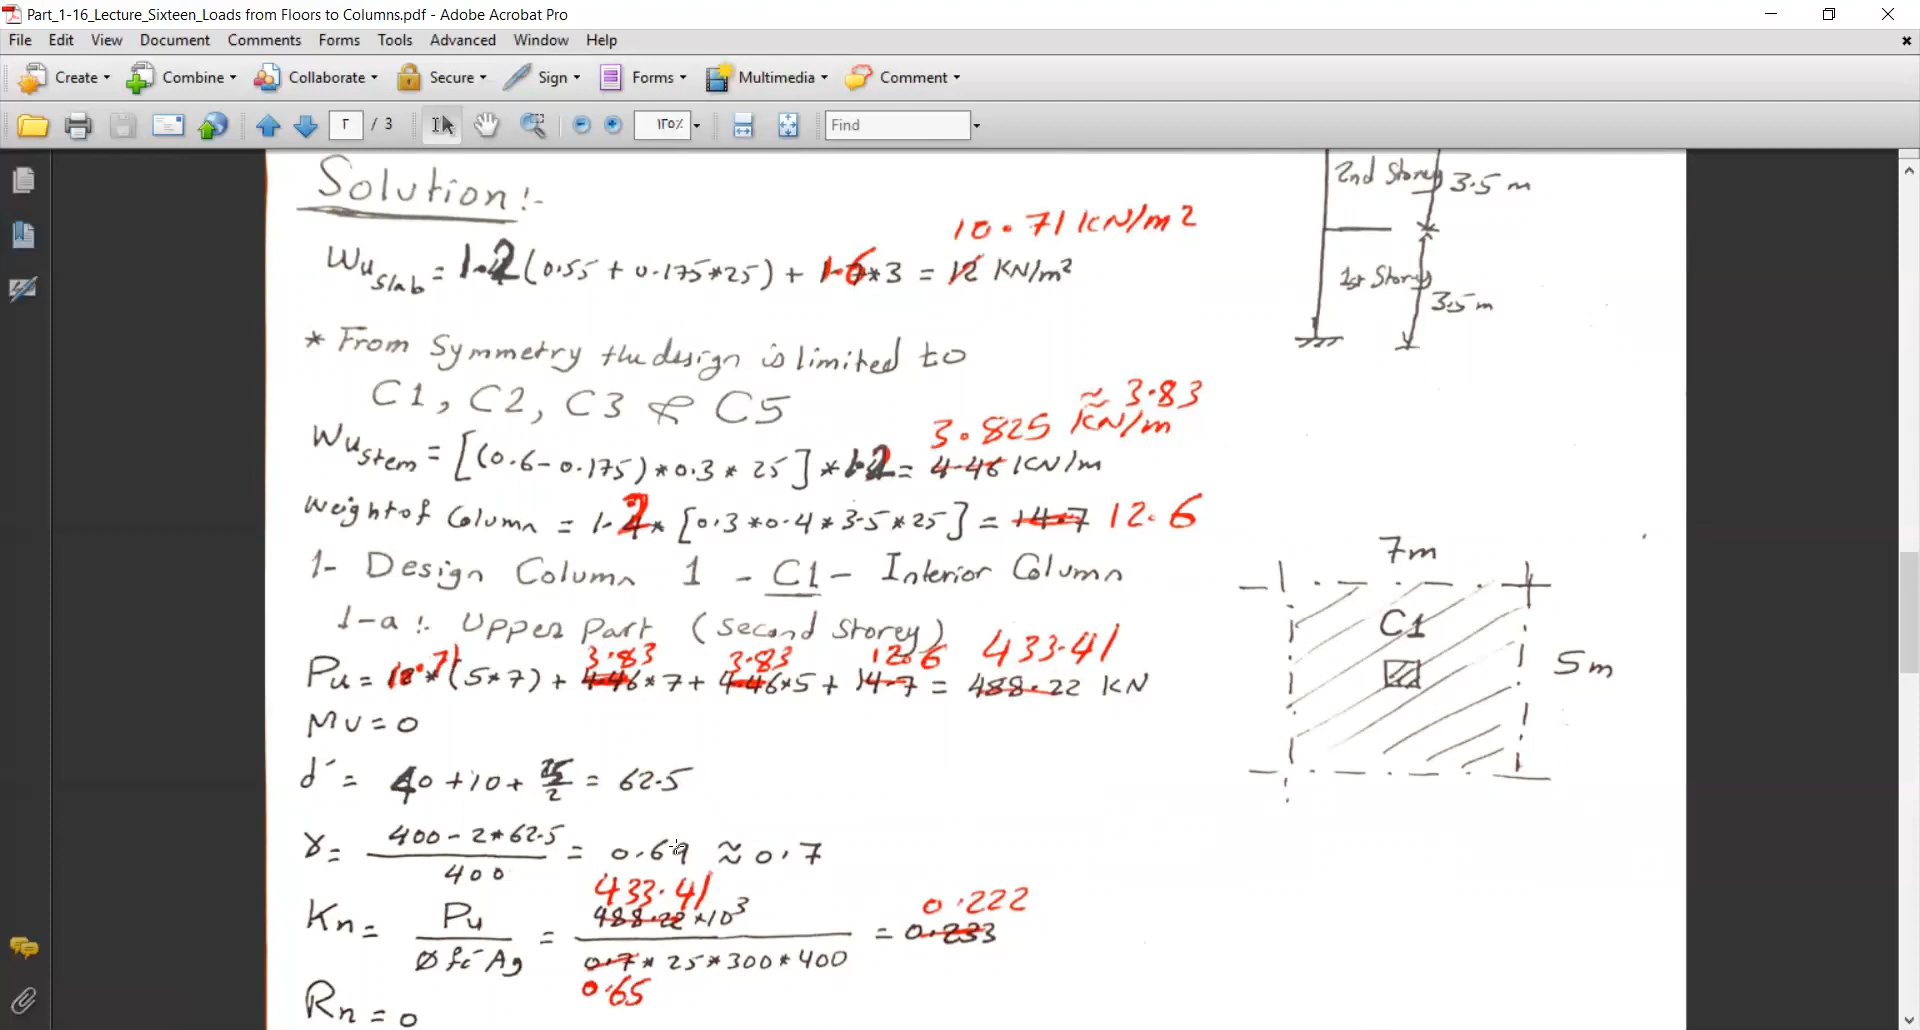 Part_1-16_Lecture_Sixteen_Loads from Floors to Columns.pdf - Adobe Acrobat Pro
File Edit View Document Comments Forms Tools Advanced Window Help
Create Combine Collaborate Secure Sign Forms Multimedia Comment
٢ / 3 ١٢٥٪ Find
Solution:-
2nd Storey 3.5 m
10.71 KN/m2
Wu slab = 1.2 (0.55 + 0.175*25) + 1.6*3 = 12 KN/m²
1st Storey
3.5 m
* From Symmetry the design is limited to
C1, C2, C3 & C5
≈ 3.83
3.825 KN/m
Wu stem = [(0.6-0.175)*0.3*25]*1.2 = 4.46 KN/m
weight of Column = 1.2* [0.3*0.4*3.5*25] = 14.7 12.6
7m
1- Design Column 1 - C1 - Interior Column
C1
1-a:. Upper Part (Second Storey)
3.83 3.83 12.6 433.41
Pu = 10.71*(5*7) + 4.46*7 + 4.46*5 + 14.7 = 488.22 KN
5m
Mu = 0
d′ = 40 + 10 + 25/2 = 62.5
γ = 400 - 2*62.5 / 400 = 0.69 ≈ 0.7
433.41
0.222
Kn = Pu / Ø fc′ Ag = 488.22 *10³ / 0.7* 25*300*400 = 0.233
0.65
Rn = 0